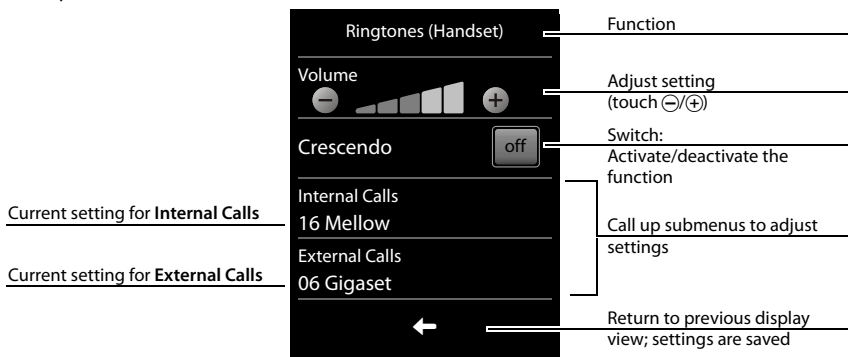 Ringtones (Handset)
Function
Volume
Adjust setting
(touch ⊖/⊕)
Crescendo
off
Switch:
Activate/deactivate the
function
Current setting for Internal Calls
Internal Calls
16 Mellow
Call up submenus to adjust
settings
Current setting for External Calls
External Calls
06 Gigaset
Return to previous display
view; settings are saved